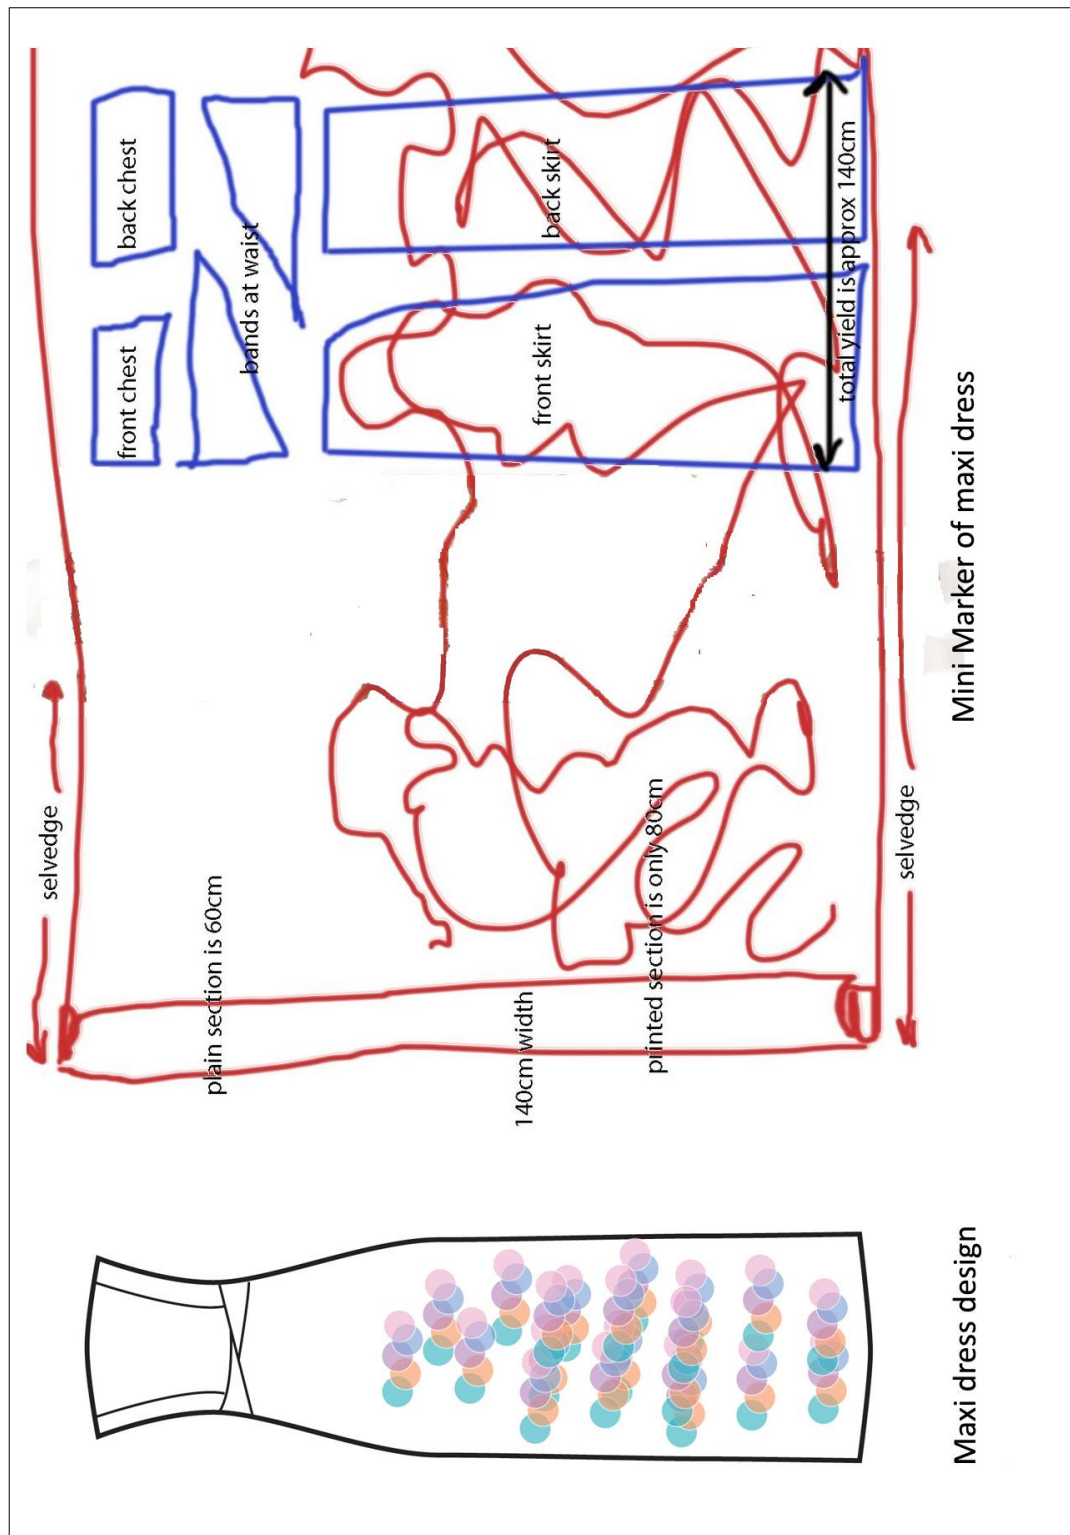 selvedge
plain section is 60cm
back chest
front chest
bands at waist
back skirt
front skirt
140cm width
printed section is only 80cm
total yield is approx 140cm
selvedge
Maxi dress design
Mini Marker of maxi dress